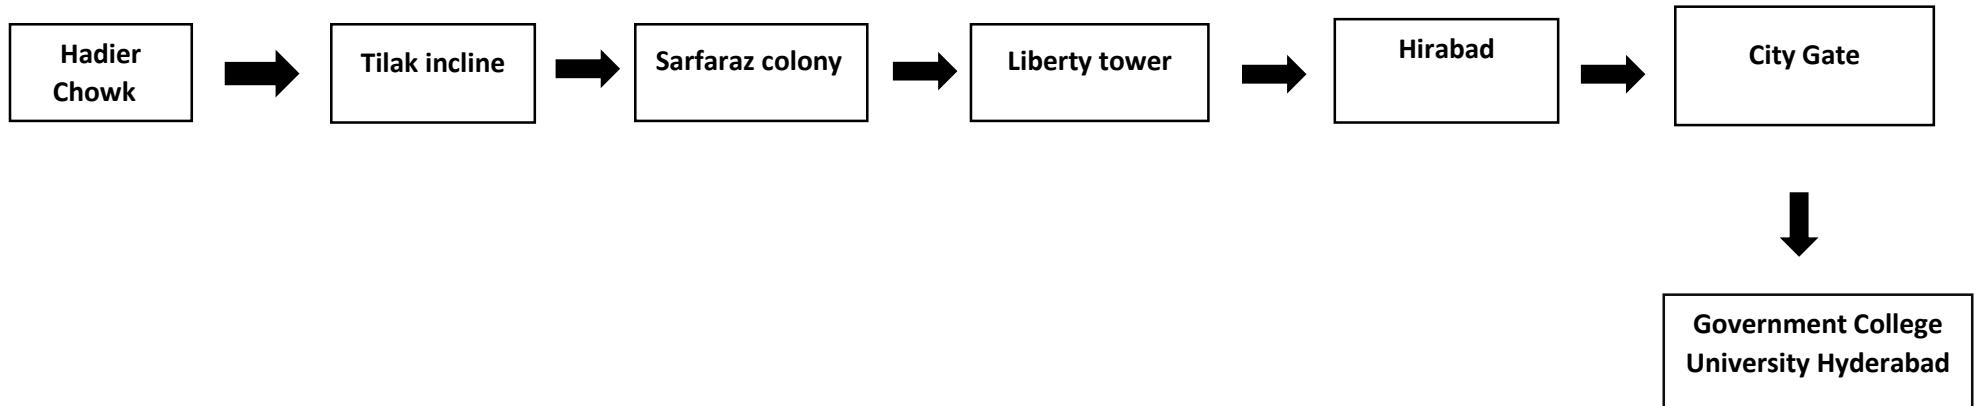 Hadier
Chowk
Tilak incline
Sarfaraz colony
Liberty tower
Hirabad
City Gate
Government College
University Hyderabad